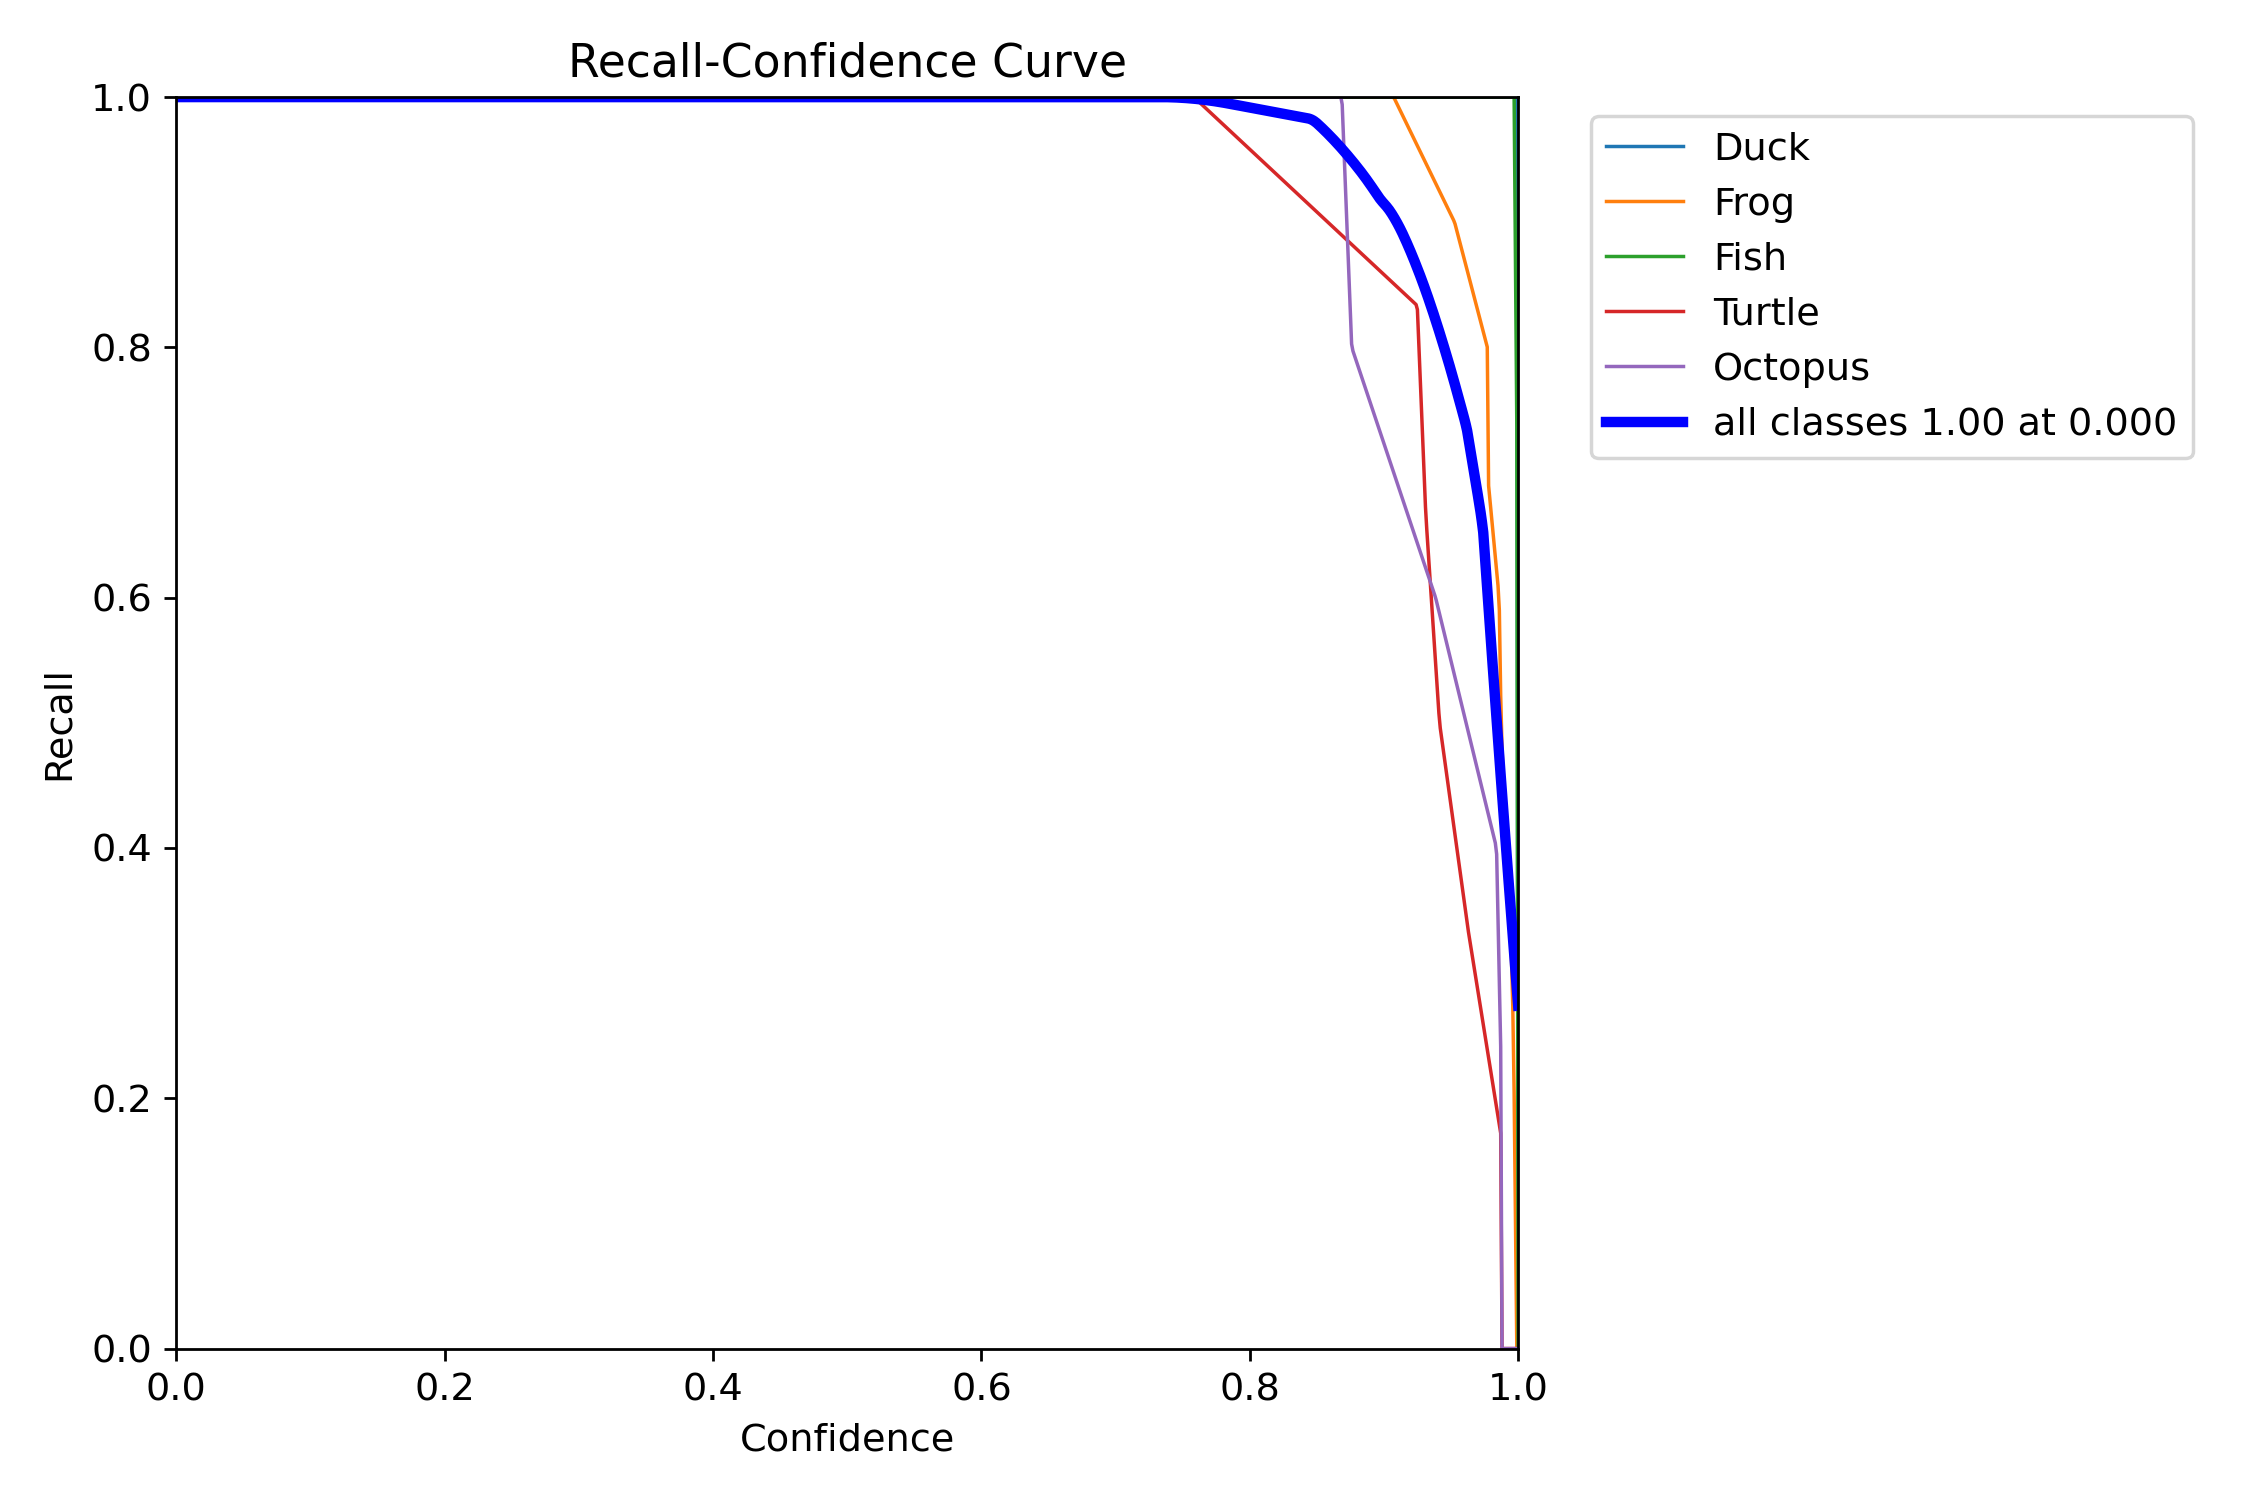 Recall-Confidence Curve
1.0
0.8
0.6
0.4
0.2
0.0
Recall
0.0 0.2 0.4 0.6 0.8 1.0
Confidence
Duck
Frog
Fish
Turtle
Octopus
all classes 1.00 at 0.000